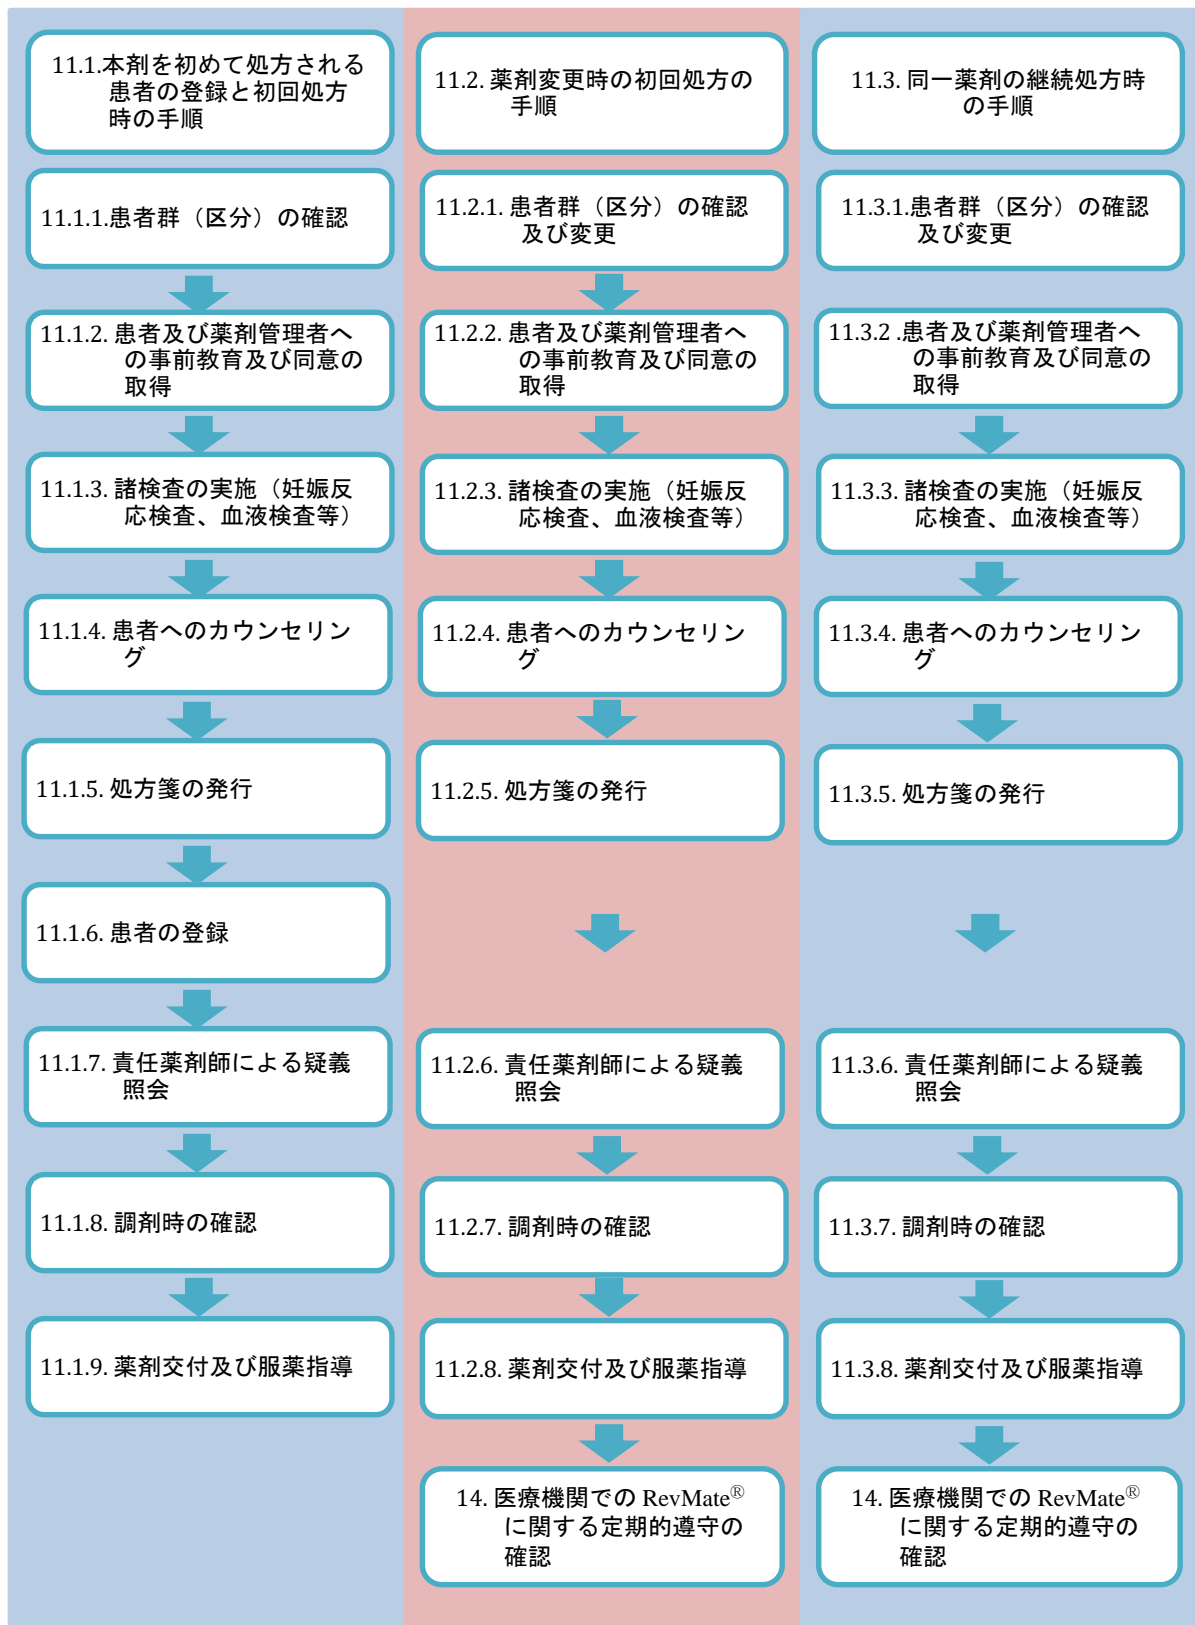 11.1.本剤を初めて処方される
患者の登録と初回処方
時の手順
11.1.1.患者群（区分）の確認
11.1.2. 患者及び薬剤管理者へ
の事前教育及び同意の
取得
11.1.3. 諸検査の実施（妊娠反
応検査、血液検査等）
11.1.4. 患者へのカウンセリン
グ
11.1.5. 処方箋の発行
11.1.6. 患者の登録
11.1.7. 責任薬剤師による疑義
照会
11.1.8. 調剤時の確認
11.1.9. 薬剤交付及び服薬指導
11.2. 薬剤変更時の初回処方の
手順
11.2.1. 患者群（区分）の確認
及び変更
11.2.2. 患者及び薬剤管理者へ
の事前教育及び同意の
取得
11.2.3. 諸検査の実施（妊娠反
応検査、血液検査等）
11.2.4. 患者へのカウンセリン
グ
11.2.5. 処方箋の発行
11.2.6. 責任薬剤師による疑義
照会
11.2.7. 調剤時の確認
11.2.8. 薬剤交付及び服薬指導
14. 医療機関での RevMate®
に関する定期的遵守の
確認
11.3. 同一薬剤の継続処方時
の手順
11.3.1.患者群（区分）の確認
及び変更
11.3.2 .患者及び薬剤管理者へ
の事前教育及び同意の
取得
11.3.3. 諸検査の実施（妊娠反
応検査、血液検査等）
11.3.4. 患者へのカウンセリン
グ
11.3.5. 処方箋の発行
11.3.6. 責任薬剤師による疑義
照会
11.3.7. 調剤時の確認
11.3.8. 薬剤交付及び服薬指導
14. 医療機関での RevMate®
に関する定期的遵守の
確認